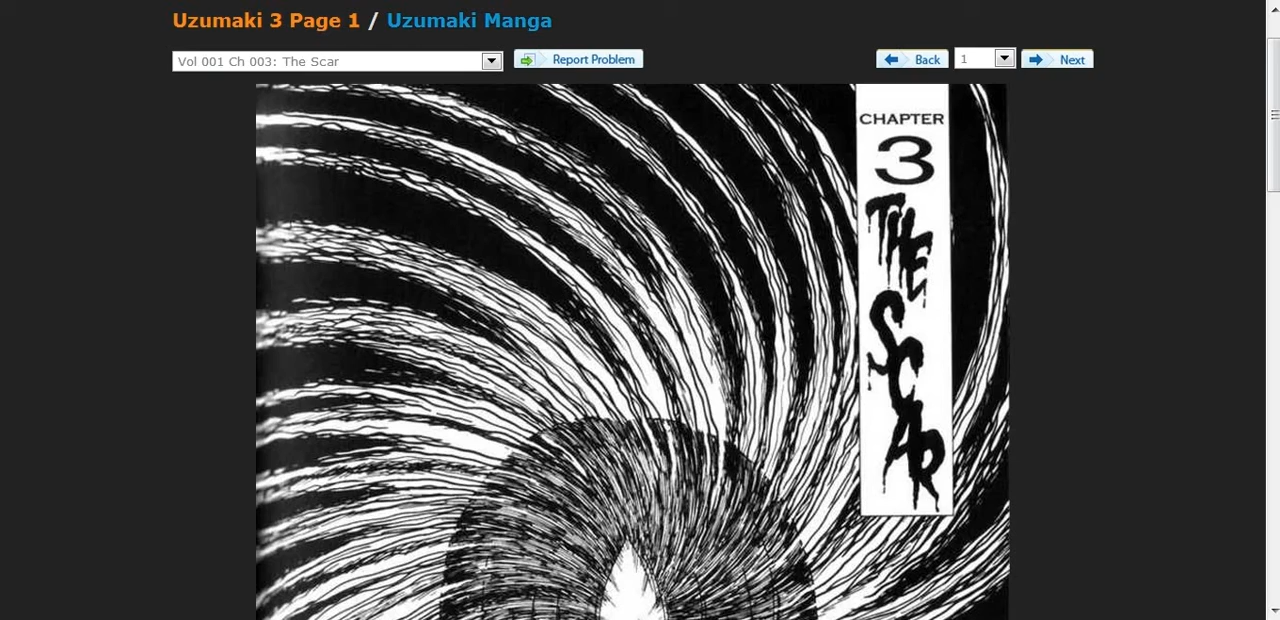 Uzumaki 3 Page 1 / Uzumaki Manga
Vol 001 Ch 003: The Scar
Report Problem
Back
1
Next
CHAPTER
3
THE
SCAR